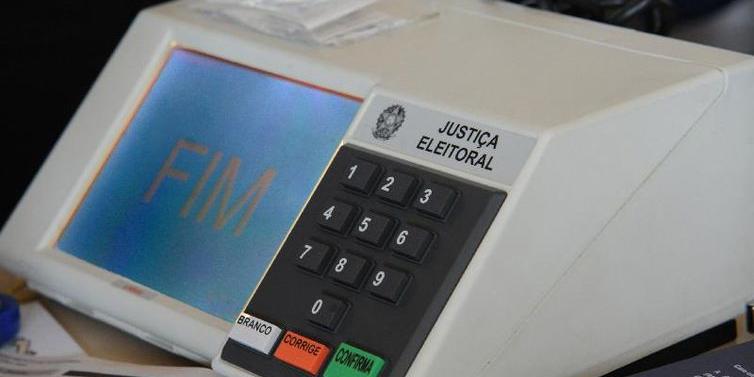 FIM
JUSTIÇA
ELEITORAL
1 2 3
4 5 6
7 8 9
0
BRANCO CORRIGE CONFIRMA